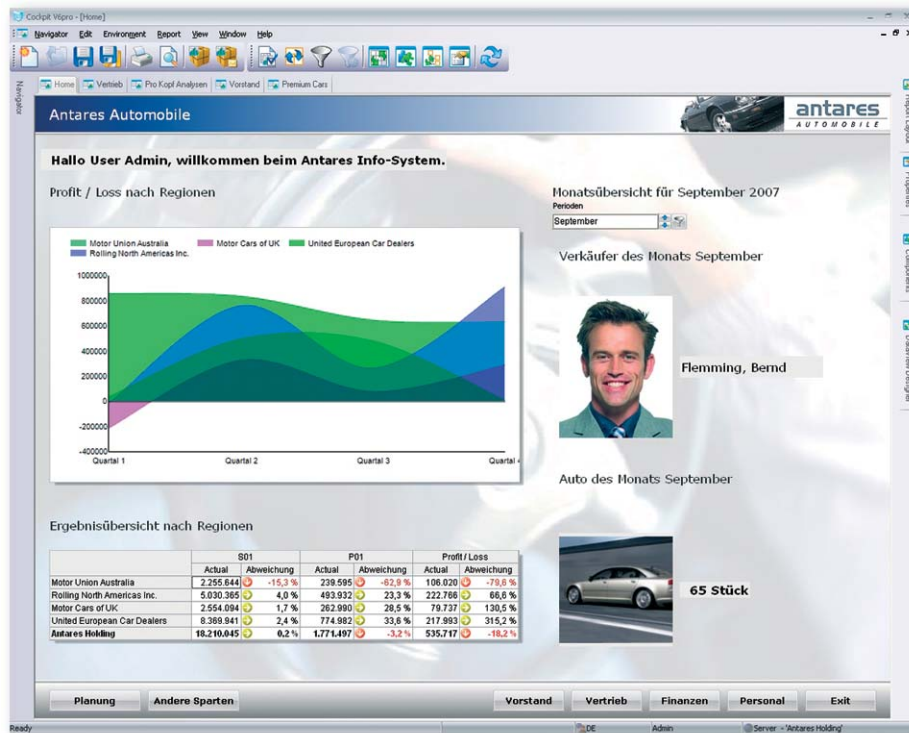 Cockpit V6pro - [Home]
Navigator Edit Environment Report View Window Help
Navigator
Home Vertrieb Pro Kopf Analysen Vorstand Premium Cars
Antares Automobile
antares
AUTOMOBILE
Report Layout
Properties
Components
Hallo User Admin, willkommen beim Antares Info-System.
Profit / Loss nach Regionen
Motor Union Australia Motor Cars of UK United European Car Dealers
Rolling North Americas Inc.
1000000
800000
600000
400000
200000
0
-200000
-400000
Quartal 1 Quartal 2 Quartal 3 Quartal 4
Monatsübersicht für September 2007
Perioden
September
Verkäufer des Monats September
Flemming, Bernd
Auto des Monats September
65 Stück
Ergebnisübersicht nach Regionen
S01 P01 Profit / Loss
Actual Abweichung Actual Abweichung Actual Abweichung
Motor Union Australia 2.255.644 -15,3 % 239.595 -62,9 % 106.020 -79,6 %
Rolling North Americas Inc. 5.030.365 4,0 % 493.932 23,3 % 222.766 66,6 %
Motor Cars of UK 2.554.094 1,7 % 262.990 28,5 % 79.737 130,5 %
United European Car Dealers 8.369.941 2,4 % 774.982 33,6 % 217.993 315,2 %
Antares Holding 18.210.045 0,2 % 1.771.497 -3,2 % 535.717 -18,2 %
Planung Andere Sparten Vorstand Vertrieb Finanzen Personal Exit
Ready DE Admin Server - 'Antares Holding'